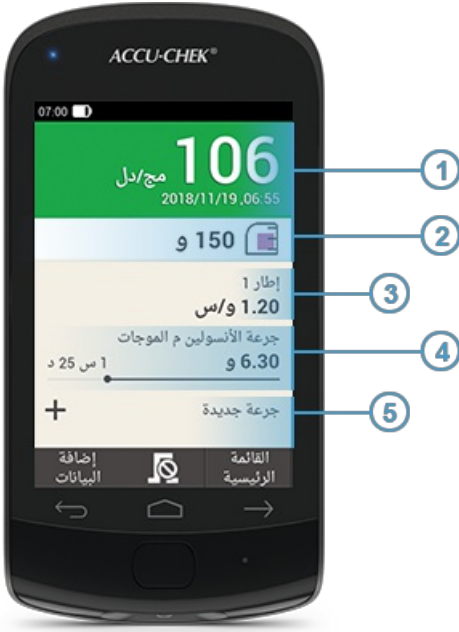 ACCU-CHEK®
07:00
106 مج/دل
2018/11/19 ,06:55
150 و
إطار 1
1.20 و/س
جرعة الأنسولين م الموجات
6.30 و
1 س 25 د
جرعة جديدة
+
القائمة
الرئيسية
إضافة
البيانات
1
2
3
4
5